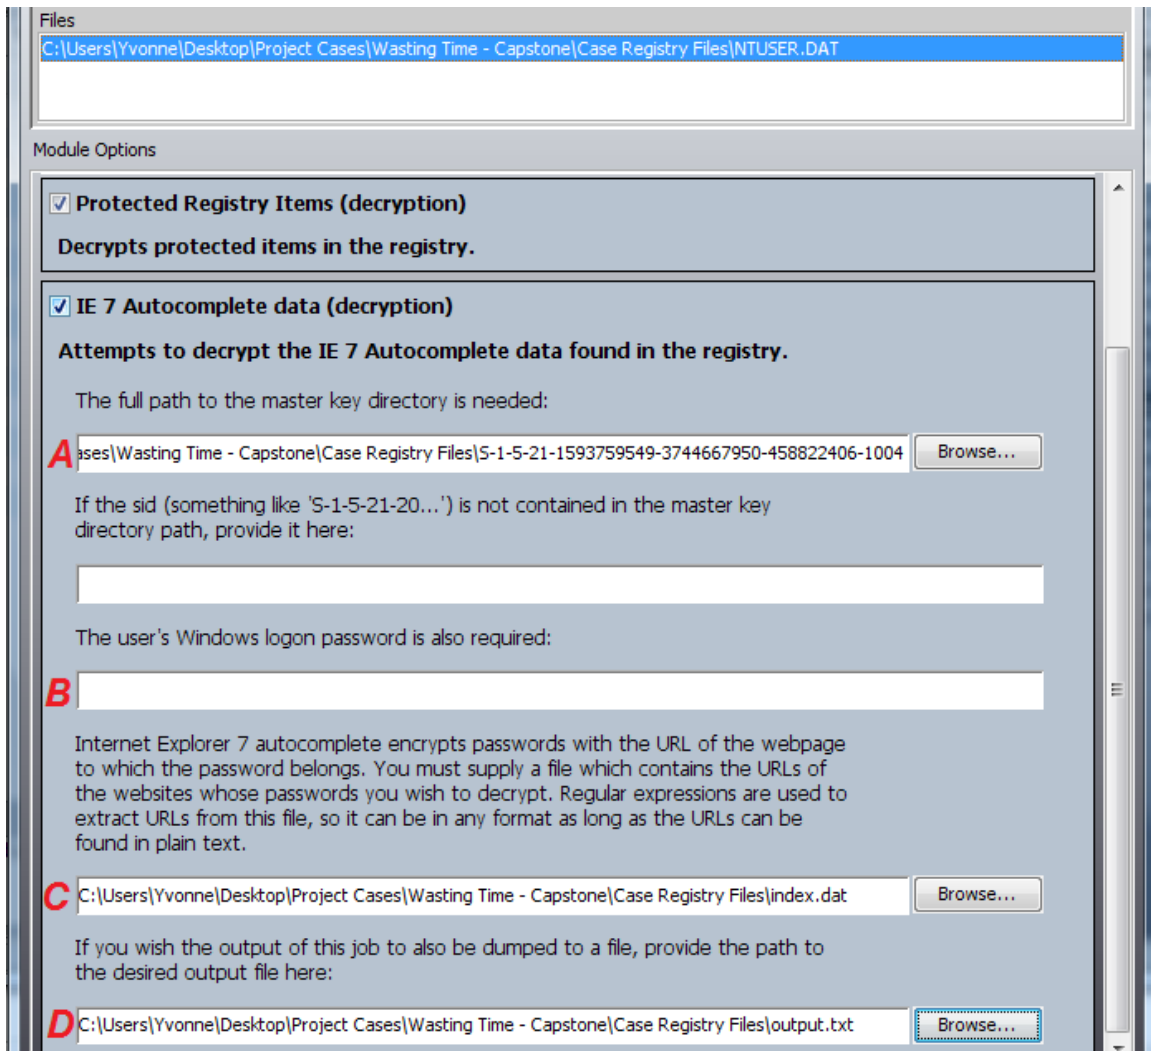 Files
C:\Users\Yvonne\Desktop\Project Cases\Wasting Time - Capstone\Case Registry Files\NTUSER.DAT
Module Options
Protected Registry Items (decryption)
Decrypts protected items in the registry.
IE 7 Autocomplete data (decryption)
Attempts to decrypt the IE 7 Autocomplete data found in the registry.
The full path to the master key directory is needed:
A ases\Wasting Time - Capstone\Case Registry Files\S-1-5-21-1593759549-3744667950-458822406-1004 Browse...
If the sid (something like 'S-1-5-21-20...') is not contained in the master key
directory path, provide it here:
The user's Windows logon password is also required:
B
Internet Explorer 7 autocomplete encrypts passwords with the URL of the webpage
to which the password belongs. You must supply a file which contains the URLs of
the websites whose passwords you wish to decrypt. Regular expressions are used to
extract URLs from this file, so it can be in any format as long as the URLs can be
found in plain text.
C C:\Users\Yvonne\Desktop\Project Cases\Wasting Time - Capstone\Case Registry Files\index.dat Browse...
If you wish the output of this job to also be dumped to a file, provide the path to
the desired output file here:
D C:\Users\Yvonne\Desktop\Project Cases\Wasting Time - Capstone\Case Registry Files\output.txt Browse...